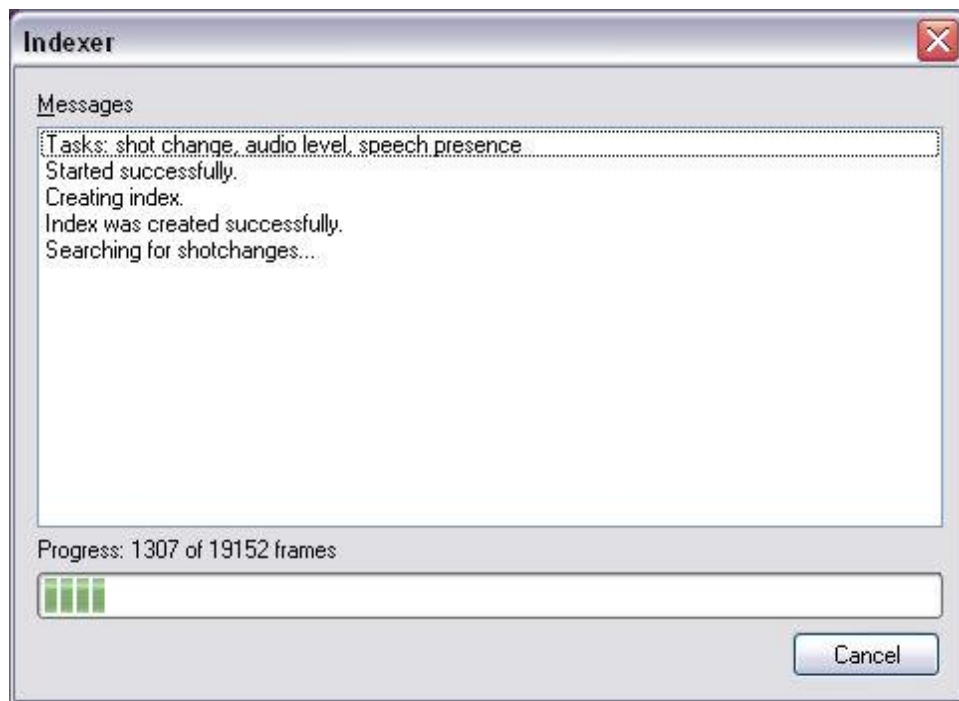 Indexer
Messages
Tasks: shot change, audio level, speech presence
Started successfully.
Creating index.
Index was created successfully.
Searching for shotchanges...
Progress: 1307 of 19152 frames
Cancel